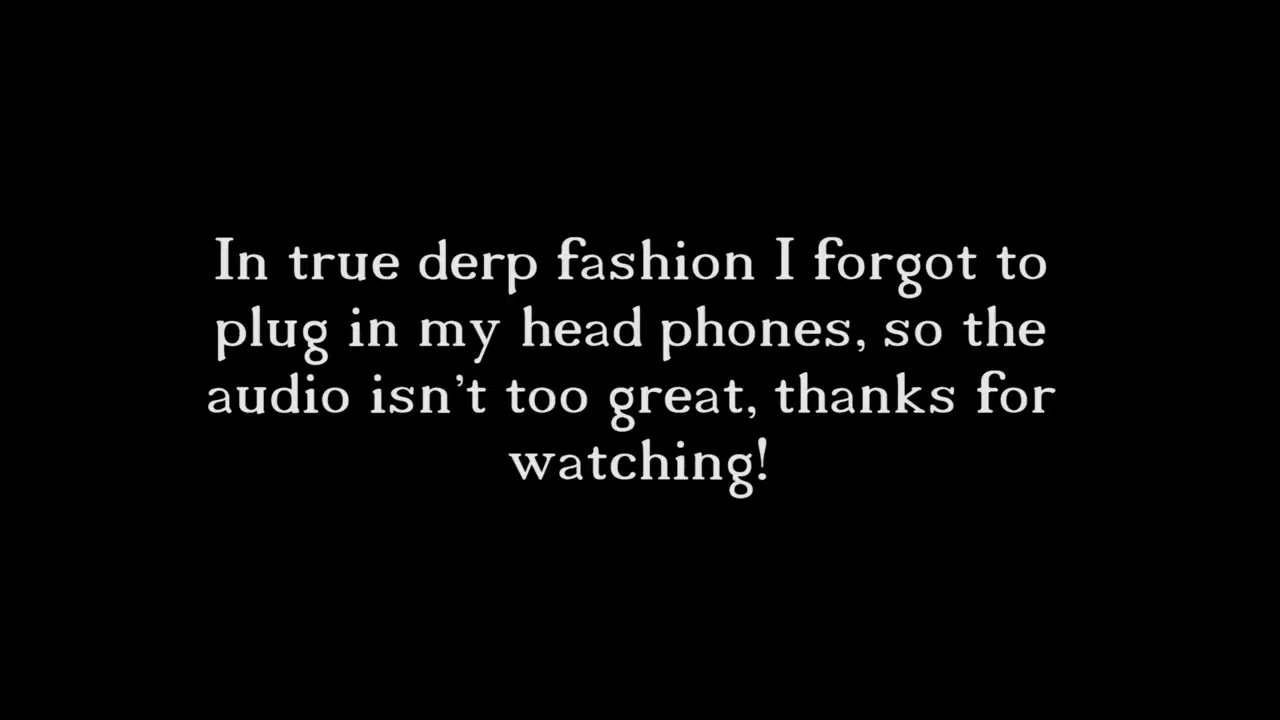 In true derp fashion I forgot to
plug in my head phones, so the
audio isn't too great, thanks for
watching!